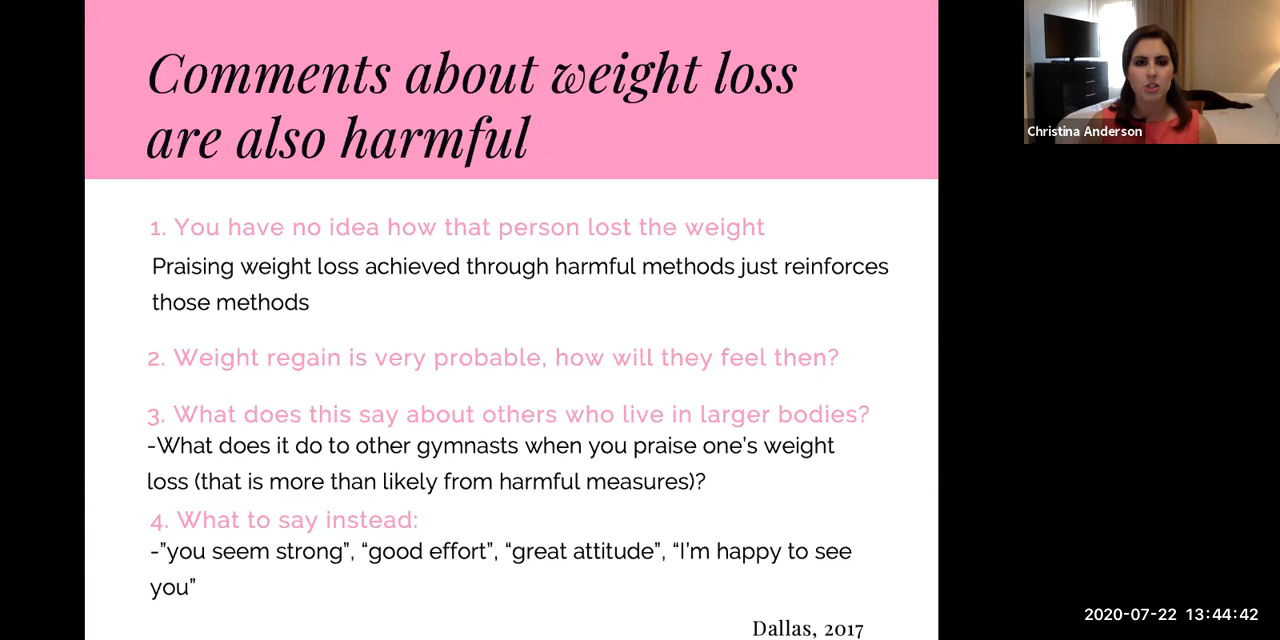 Comments about weight loss
are also harmful
Christina Anderson
1. You have no idea how that person lost the weight
Praising weight loss achieved through harmful methods just reinforces
those methods
2. Weight regain is very probable, how will they feel then?
3. What does this say about others who live in larger bodies?
-What does it do to other gymnasts when you praise one’s weight
loss (that is more than likely from harmful measures)?
4. What to say instead:
-”you seem strong”, “good effort”, “great attitude”, “I’m happy to see
you”
Dallas, 2017
2020-07-22 13:44:42